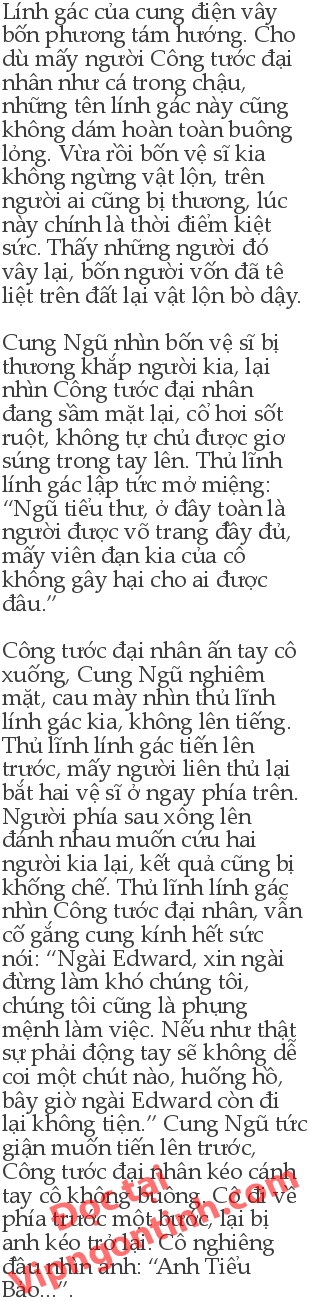 Lính gác của cung điện vây
bốn phương tám hướng. Cho
dù mấy người Công tước đại
nhân như cá trong chậu,
những tên lính gác này cũng
không dám hoàn toàn buông
lỏng. Vừa rồi bốn vệ sĩ kia
không ngừng vật lộn, trên
người ai cũng bị thương, lúc
này chính là thời điểm kiệt
sức. Thấy những người đó
vây lại, bốn người vốn đã tê
liệt trên đất lại vật lộn bò dậy.

Cung Ngũ nhìn bốn vệ sĩ bị
thương khắp người kia, lại
nhìn Công tước đại nhân
đang sầm mặt lại, cổ hơi sốt
ruột, không tự chủ được giơ
súng trong tay lên. Thủ lĩnh
lính gác lập tức mở miệng:
“Ngũ tiểu thư, ở đây toàn là
người được võ trang đầy đủ,
mấy viên đạn kia của cô
không gây hại cho ai được
đâu.”

Công tước đại nhân ấn tay cô
xuống, Cung Ngũ nghiêm
mặt, cau mày nhìn thủ lĩnh
lính gác kia, không lên tiếng.
Thủ lĩnh lính gác tiến lên
trước, mấy người liên thủ lại
bắt hai vệ sĩ ở ngay phía trên.
Người phía sau xông lên
đánh nhau muốn cứu hai
người kia lại, kết quả cũng bị
khống chế. Thủ lĩnh lính gác
nhìn Công tước đại nhân, vẫn
cố gắng cung kính hết sức
nói: “Ngài Edward, xin ngài
đừng làm khó chúng tôi,
chúng tôi cũng là phụng
mệnh làm việc. Nếu như thật
sự phải động tay sẽ không dễ
coi một chút nào, huống hồ,
bây giờ ngài Edward còn đi
lại không tiện.” Cung Ngũ tức
giận muốn tiến lên trước,
Công tước đại nhân kéo cánh
tay cô không buông. Cô đi về
phía trước một bước, lại bị
anh kéo trở lại. Cô nghiêng
đầu nhìn anh: “Anh Tiểu
Bảo...”.
Đọc tại
Vipngontinh.com